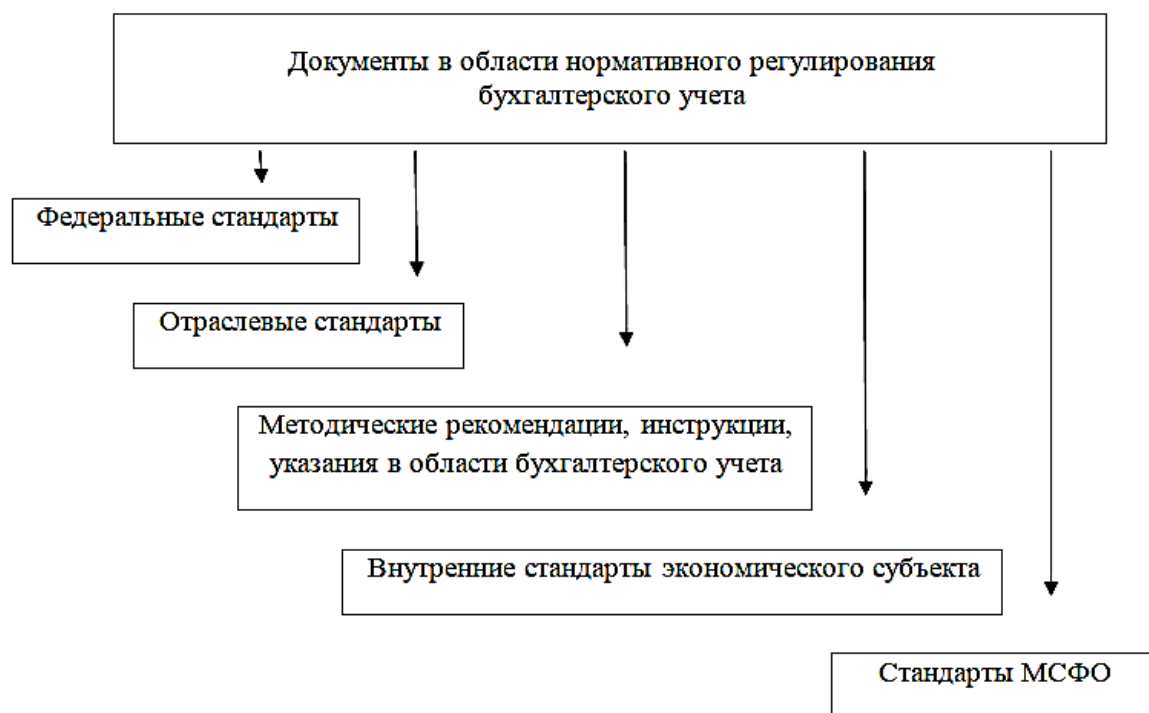 Документы в области нормативного регулирования
бухгалтерского учета
Федеральные стандарты
Отраслевые стандарты
Методические рекомендации, инструкции,
указания в области бухгалтерского учета
Внутренние стандарты экономического субъекта
Стандарты МСФО